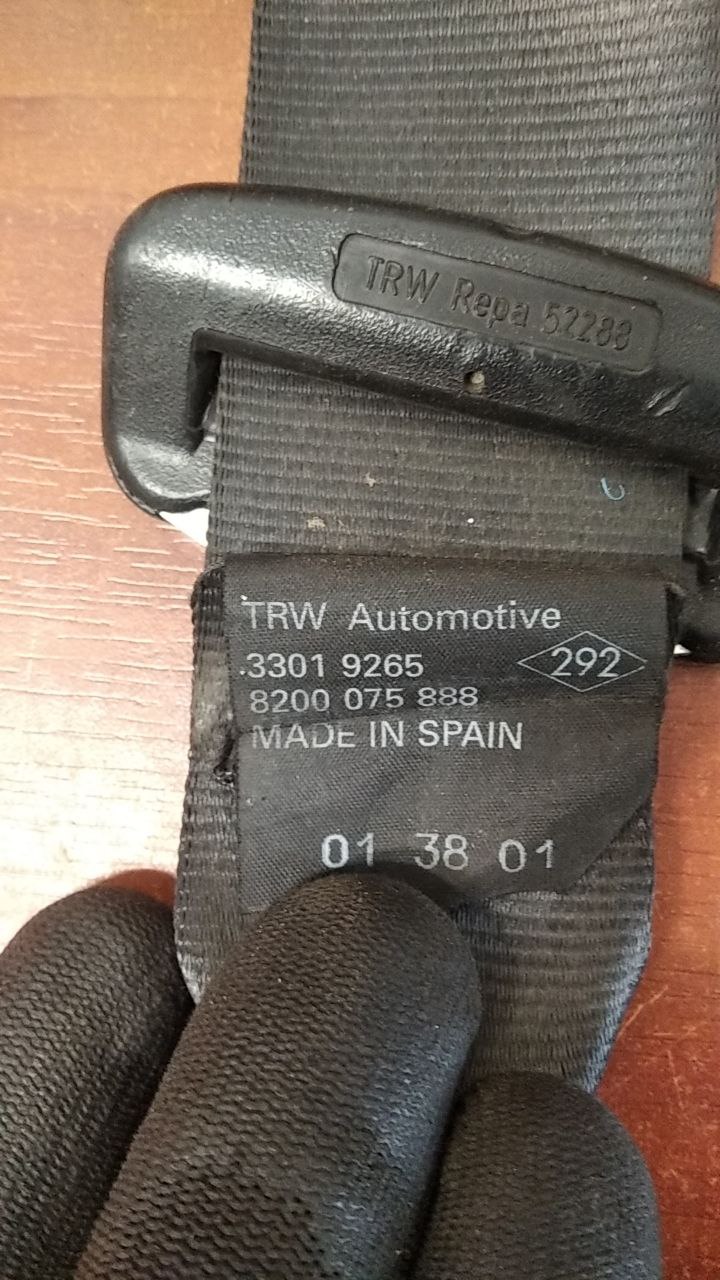 TRW Repa 52288
TRW Automotive
3301 9265
292
8200 075 888
MADE IN SPAIN
01 38 01